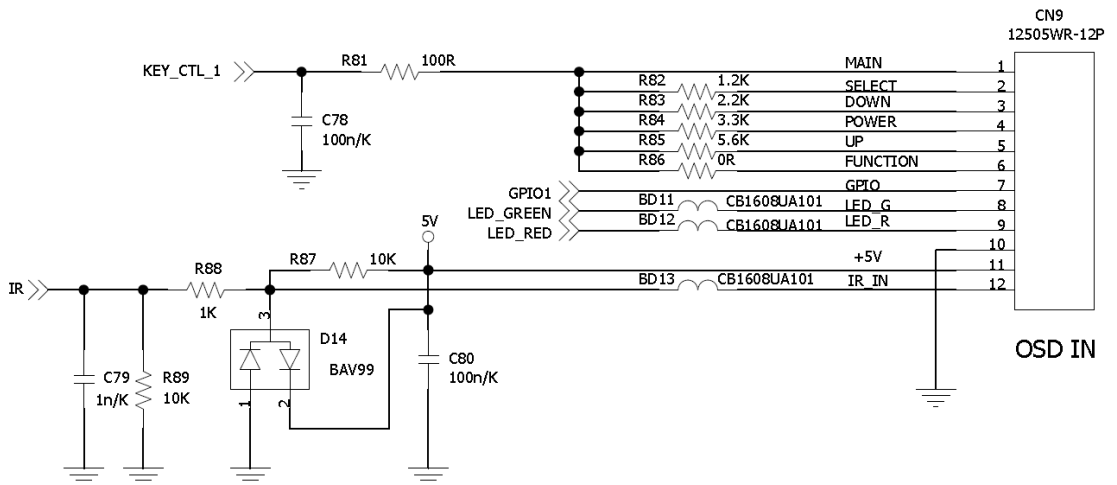 CN9
12505WR-12P
KEY_CTL_1
R81
100R
MAIN
1
R82
1.2K
SELECT
2
R83
2.2K
DOWN
3
R84
3.3K
POWER
4
R85
5.6K
UP
5
R86
0R
FUNCTION
6
C78
100n/K
GPIO1
GPIO
7
LED_GREEN
BD11
CB1608UA101
LED_G
8
LED_RED
BD12
CB1608UA101
LED_R
9
10
5V
R87
10K
+5V
11
IR
R88
1K
BD13
CB1608UA101
IR_IN
12
3
D14
BAV99
1
2
C79
1n/K
R89
10K
C80
100n/K
OSD IN